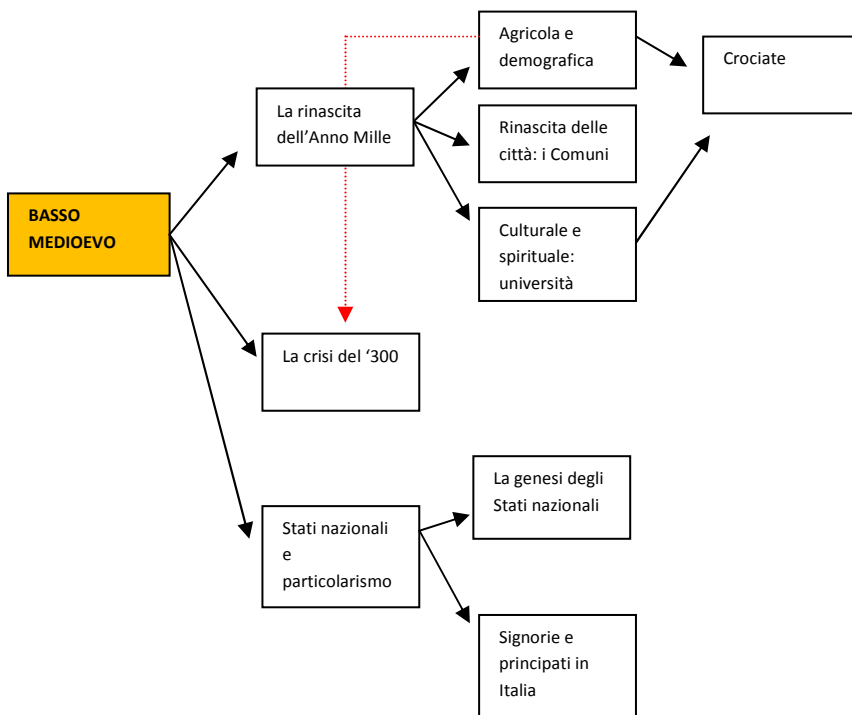 Agricola e
demografica
Crociate
La rinascita
dell’Anno Mille
Rinascita delle
città: i Comuni
BASSO
MEDIOEVO
Culturale e
spirituale:
università
La crisi del ‘300
La genesi degli
Stati nazionali
Stati nazionali
e
particolarismo
Signorie e
principati in
Italia